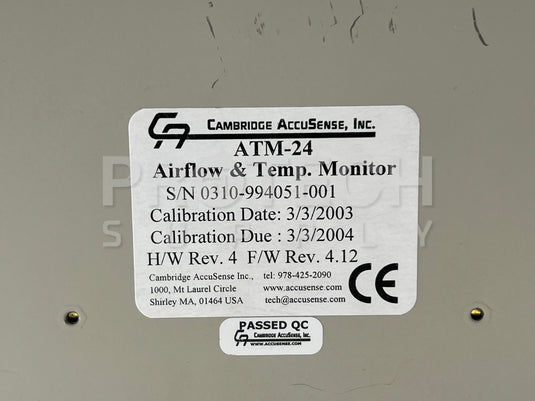 CAMBRIDGE ACCUSENSE, INC.
ATM-24
Airflow & Temp. Monitor
S/N 0310-994051-001
Calibration Date: 3/3/2003
Calibration Due : 3/3/2004
H/W Rev. 4 F/W Rev. 4.12
Cambridge AccuSense Inc., tel: 978-425-2090
1000, Mt Laurel Circle www.accusense.com
Shirley MA, 01464 USA tech@accusense.com
CE
PASSED QC
CAMBRIDGE ACCUSENSE, INC.
WWW.ACCUSENSE.COM
PROTECH
SUPPLY